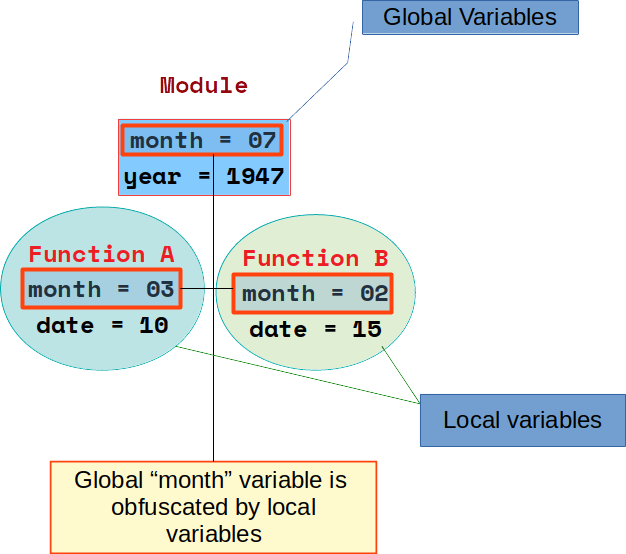 Global Variables
Module
month = 07
year = 1947
Function A
month = 03
date = 10
Function B
month = 02
date = 15
Local variables
Global “month” variable is
obfuscated by local
variables